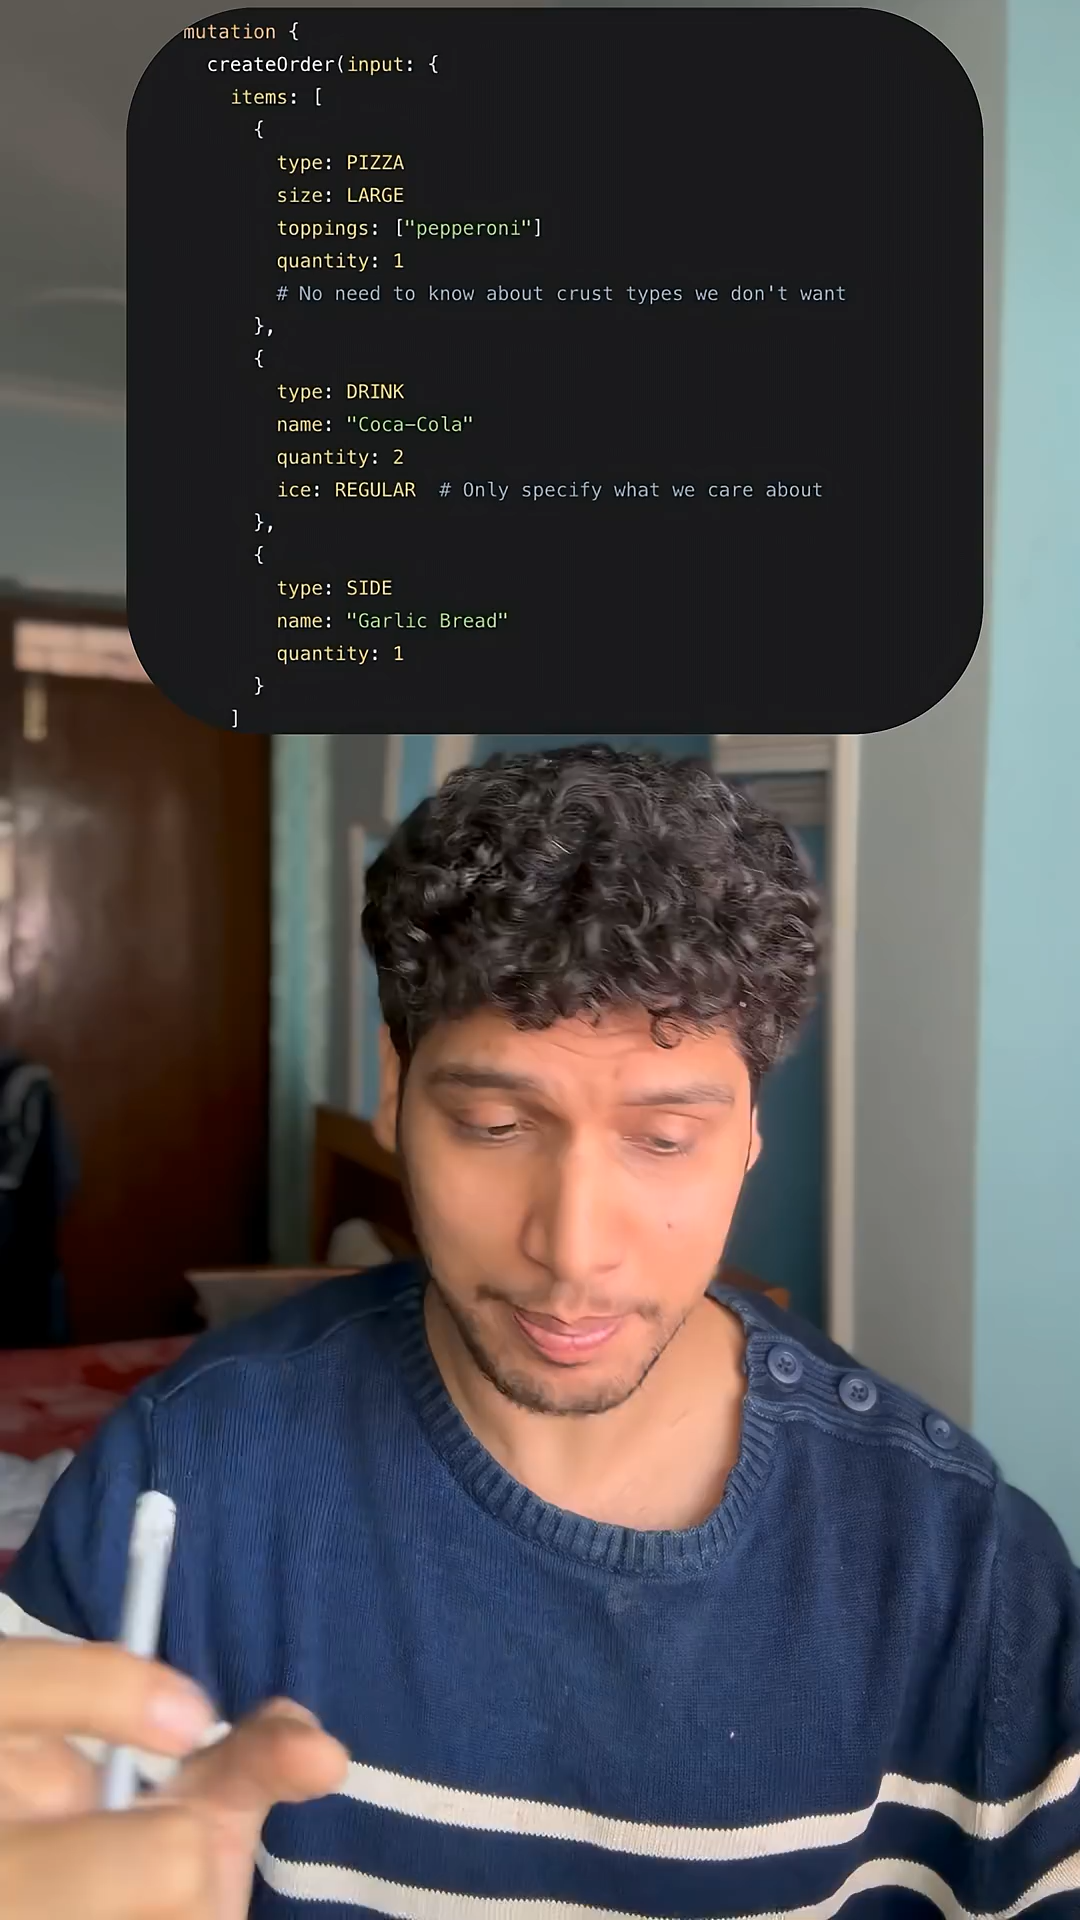 mutation {
createOrder(input: {
items: [
{
type: PIZZA
size: LARGE
toppings: ["pepperoni"]
quantity: 1
# No need to know about crust types we don't want
},
{
type: DRINK
name: "Coca-Cola"
quantity: 2
ice: REGULAR  # Only specify what we care about
},
{
type: SIDE
name: "Garlic Bread"
quantity: 1
}
]